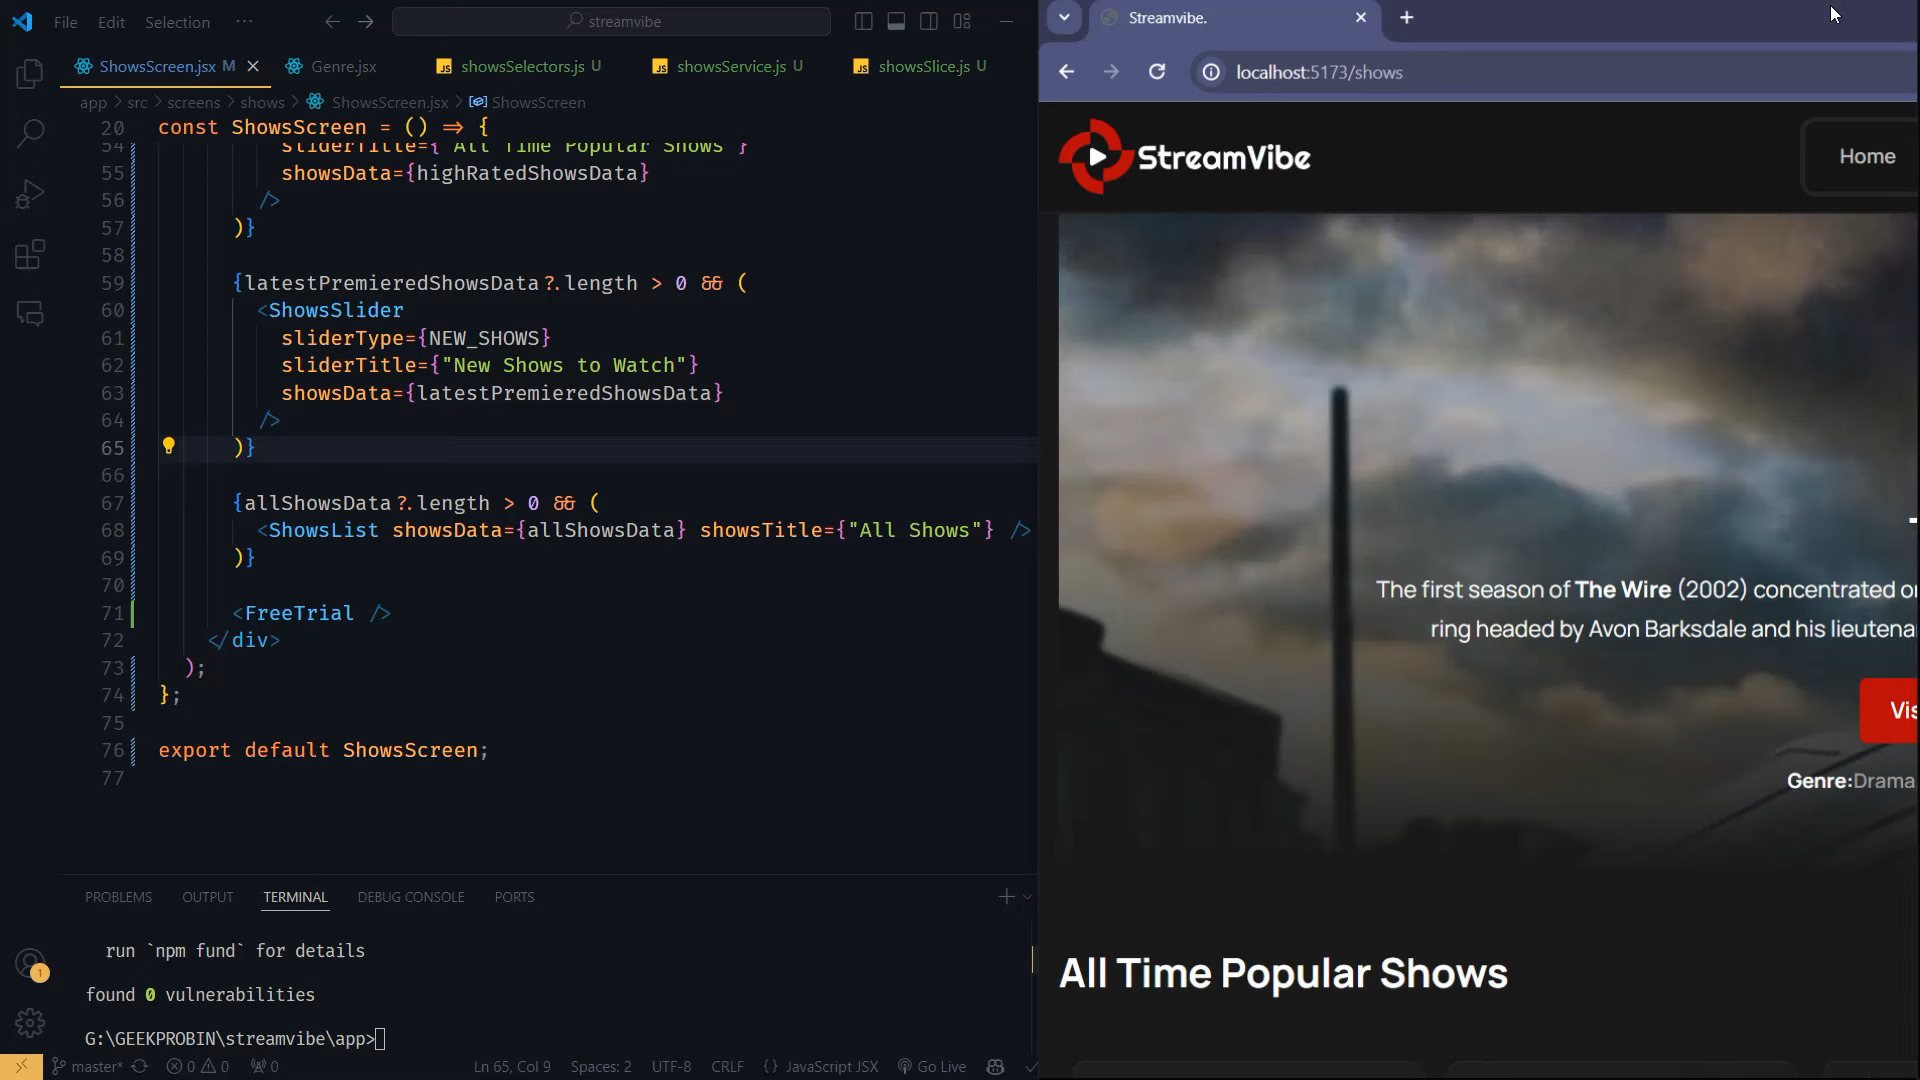 File Edit Selection ··· streamvibe
ShowsScreen.jsx M Genre.jsx showsSelectors.js U showsService.js U showsSlice.js U
app > src > screens > shows > ShowsScreen.jsx > ShowsScreen
20 const ShowsScreen = () => {
54 sliderTitle={"All Time Popular Shows"}
55 showsData={highRatedShowsData}
56 />
57 )}
58
59 {latestPremieredShowsData?.length > 0 && (
60 <ShowsSlider
61 sliderType={NEW_SHOWS}
62 sliderTitle={"New Shows to Watch"}
63 showsData={latestPremieredShowsData}
64 />
65 )}
66
67 {allShowsData?.length > 0 && (
68 <ShowsList showsData={allShowsData} showsTitle={"All Shows"} />
69 )}
70
71 <FreeTrial />
72 </div>
73 );
74 };
75
76 export default ShowsScreen;
77
PROBLEMS OUTPUT TERMINAL DEBUG CONSOLE PORTS
run `npm fund` for details
found 0 vulnerabilities
G:\GEEKPROBIN\streamvibe\app>
1
master* 0 0 0 Ln 65, Col 9 Spaces: 2 UTF-8 CRLF {} JavaScript JSX Go Live
Streamvibe.
localhost:5173/shows
StreamVibe
Home
The first season of The Wire (2002) concentrated
ring headed by Avon Barksdale and his
Vis
Genre:Drama
All Time Popular Shows